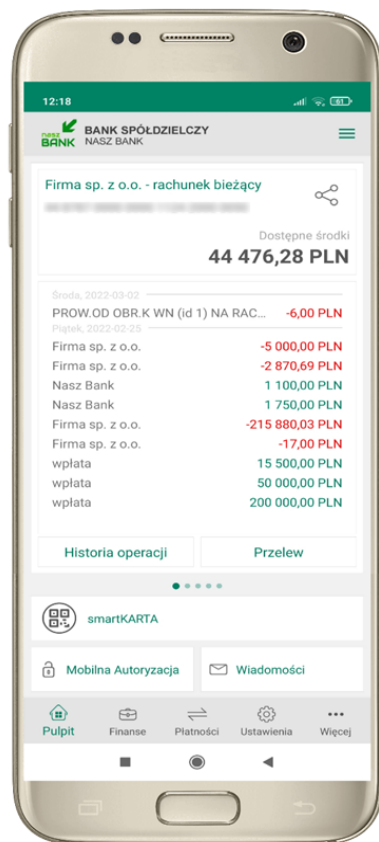 12:18
61
nasz BANK
BANK SPÓŁDZIELCZY
NASZ BANK
Firma sp. z o.o. - rachunek bieżący
Dostępne środki
44 476,28 PLN
Środa, 2022-03-02
PROW.OD OBR.K WN (id 1) NA RAC... -6,00 PLN
Piątek, 2022-02-25
Firma sp. z o.o. -5 000,00 PLN
Firma sp. z o.o. -2 870,69 PLN
Nasz Bank 1 100,00 PLN
Nasz Bank 1 750,00 PLN
Firma sp. z o.o. -215 880,03 PLN
Firma sp. z o.o. -17,00 PLN
wpłata 15 500,00 PLN
wpłata 50 000,00 PLN
wpłata 200 000,00 PLN
Historia operacji Przelew
smartKARTA
Mobilna Autoryzacja Wiadomości
Pulpit Finanse Płatności Ustawienia Więcej